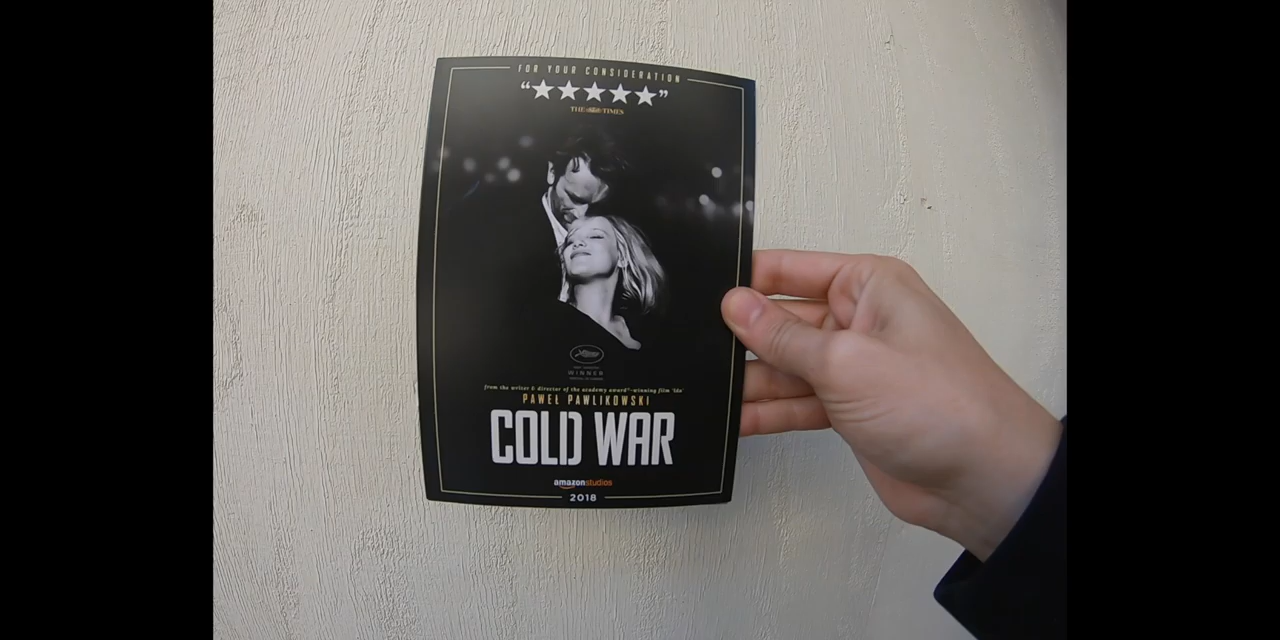 FOR YOUR CONSIDERATION
“★★★★★”
THE TIMES
WINNER
from the writer & director of the academy award®-winning film 'ida'
PAWEŁ PAWLIKOWSKI
COLD WAR
amazonstudios
2018